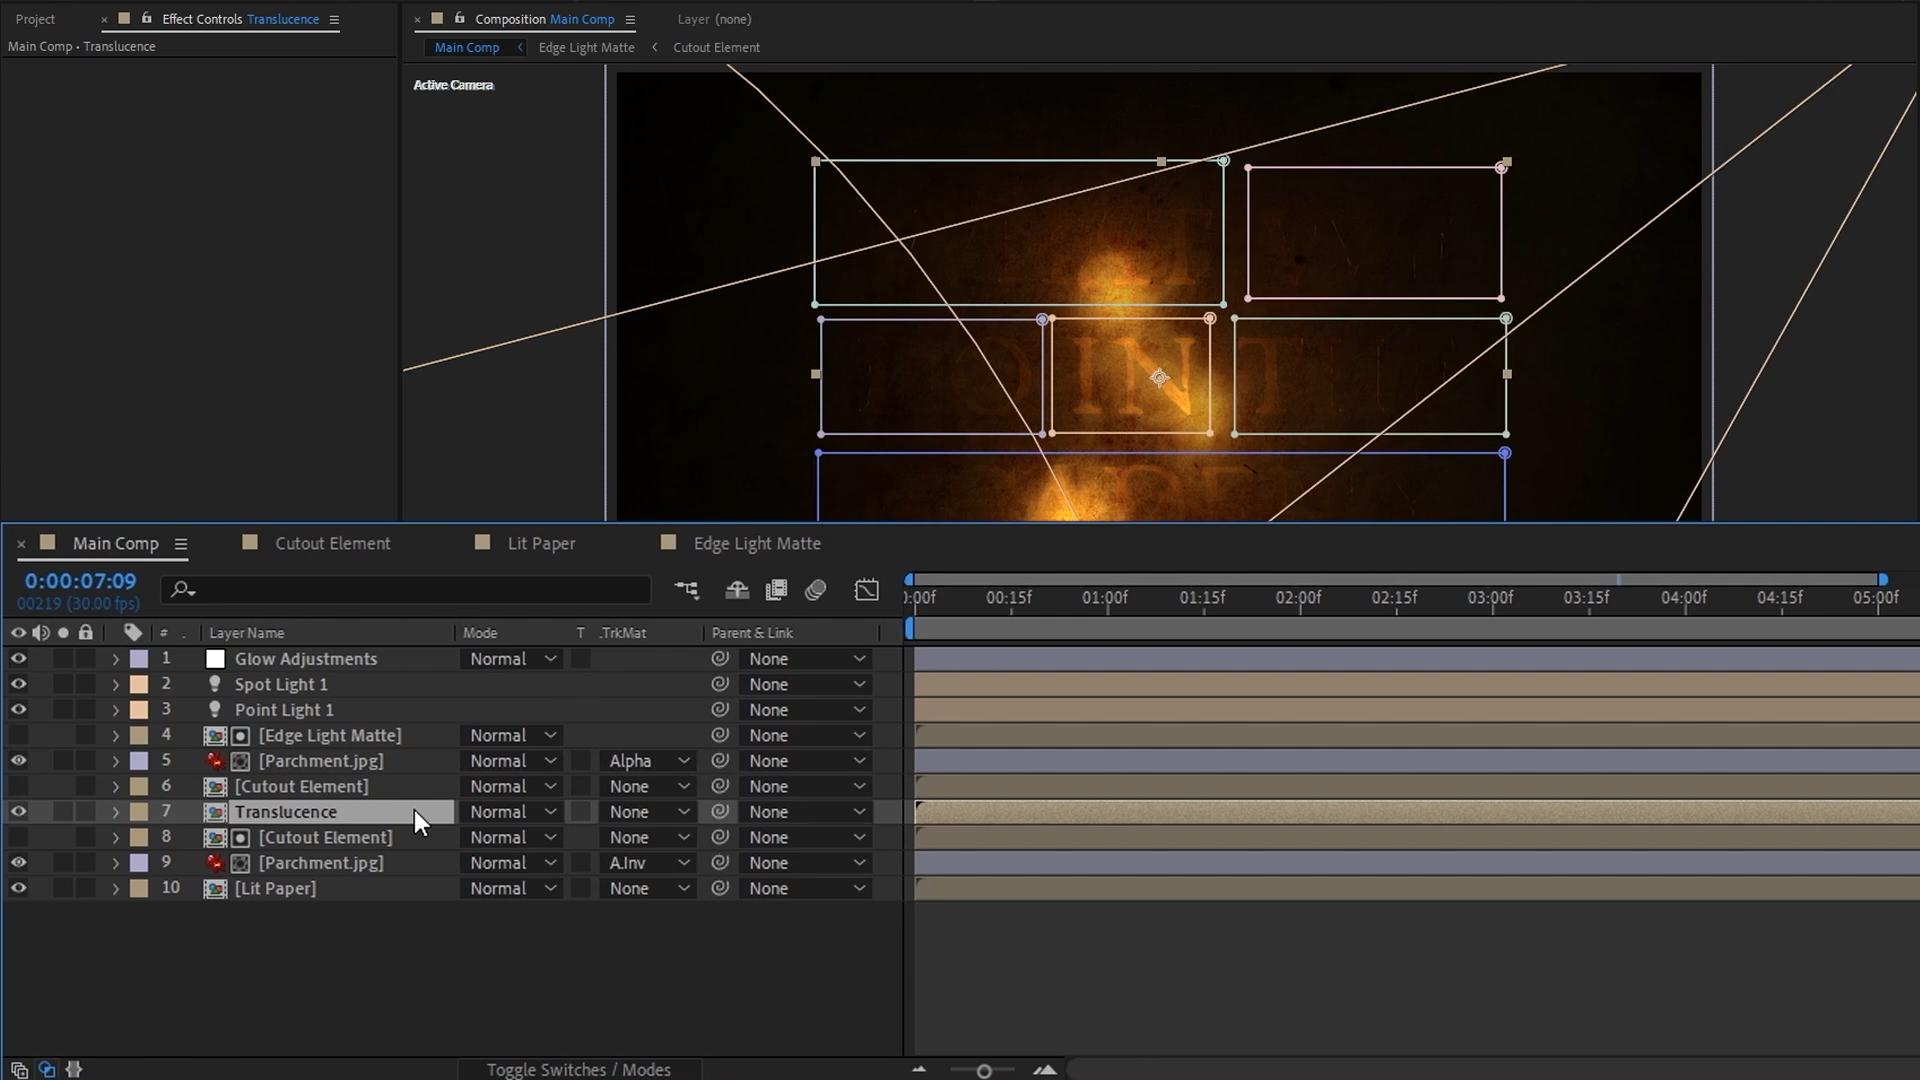 Project
Effect Controls Translucence
Composition Main Comp
Layer (none)
Main Comp • Translucence
Main Comp
Edge Light Matte
Cutout Element
Active Camera
IN
Main Comp
Cutout Element
Lit Paper
Edge Light Matte
0:00:07:09
00219 (30.00 fps)
):00f 00:15f 01:00f 01:15f 02:00f 02:15f 03:00f 03:15f 04:00f 04:15f 05:00f
# . Layer Name Mode T .TrkMat Parent & Link
1 Glow Adjustments Normal None
2 Spot Light 1 None
3 Point Light 1 None
4 [Edge Light Matte] Normal None
5 [Parchment.jpg] Normal Alpha None
6 [Cutout Element] Normal None None
7 Translucence Normal None None
8 [Cutout Element] Normal None None
9 [Parchment.jpg] Normal A.Inv None
10 [Lit Paper] Normal None None
Toggle Switches / Modes